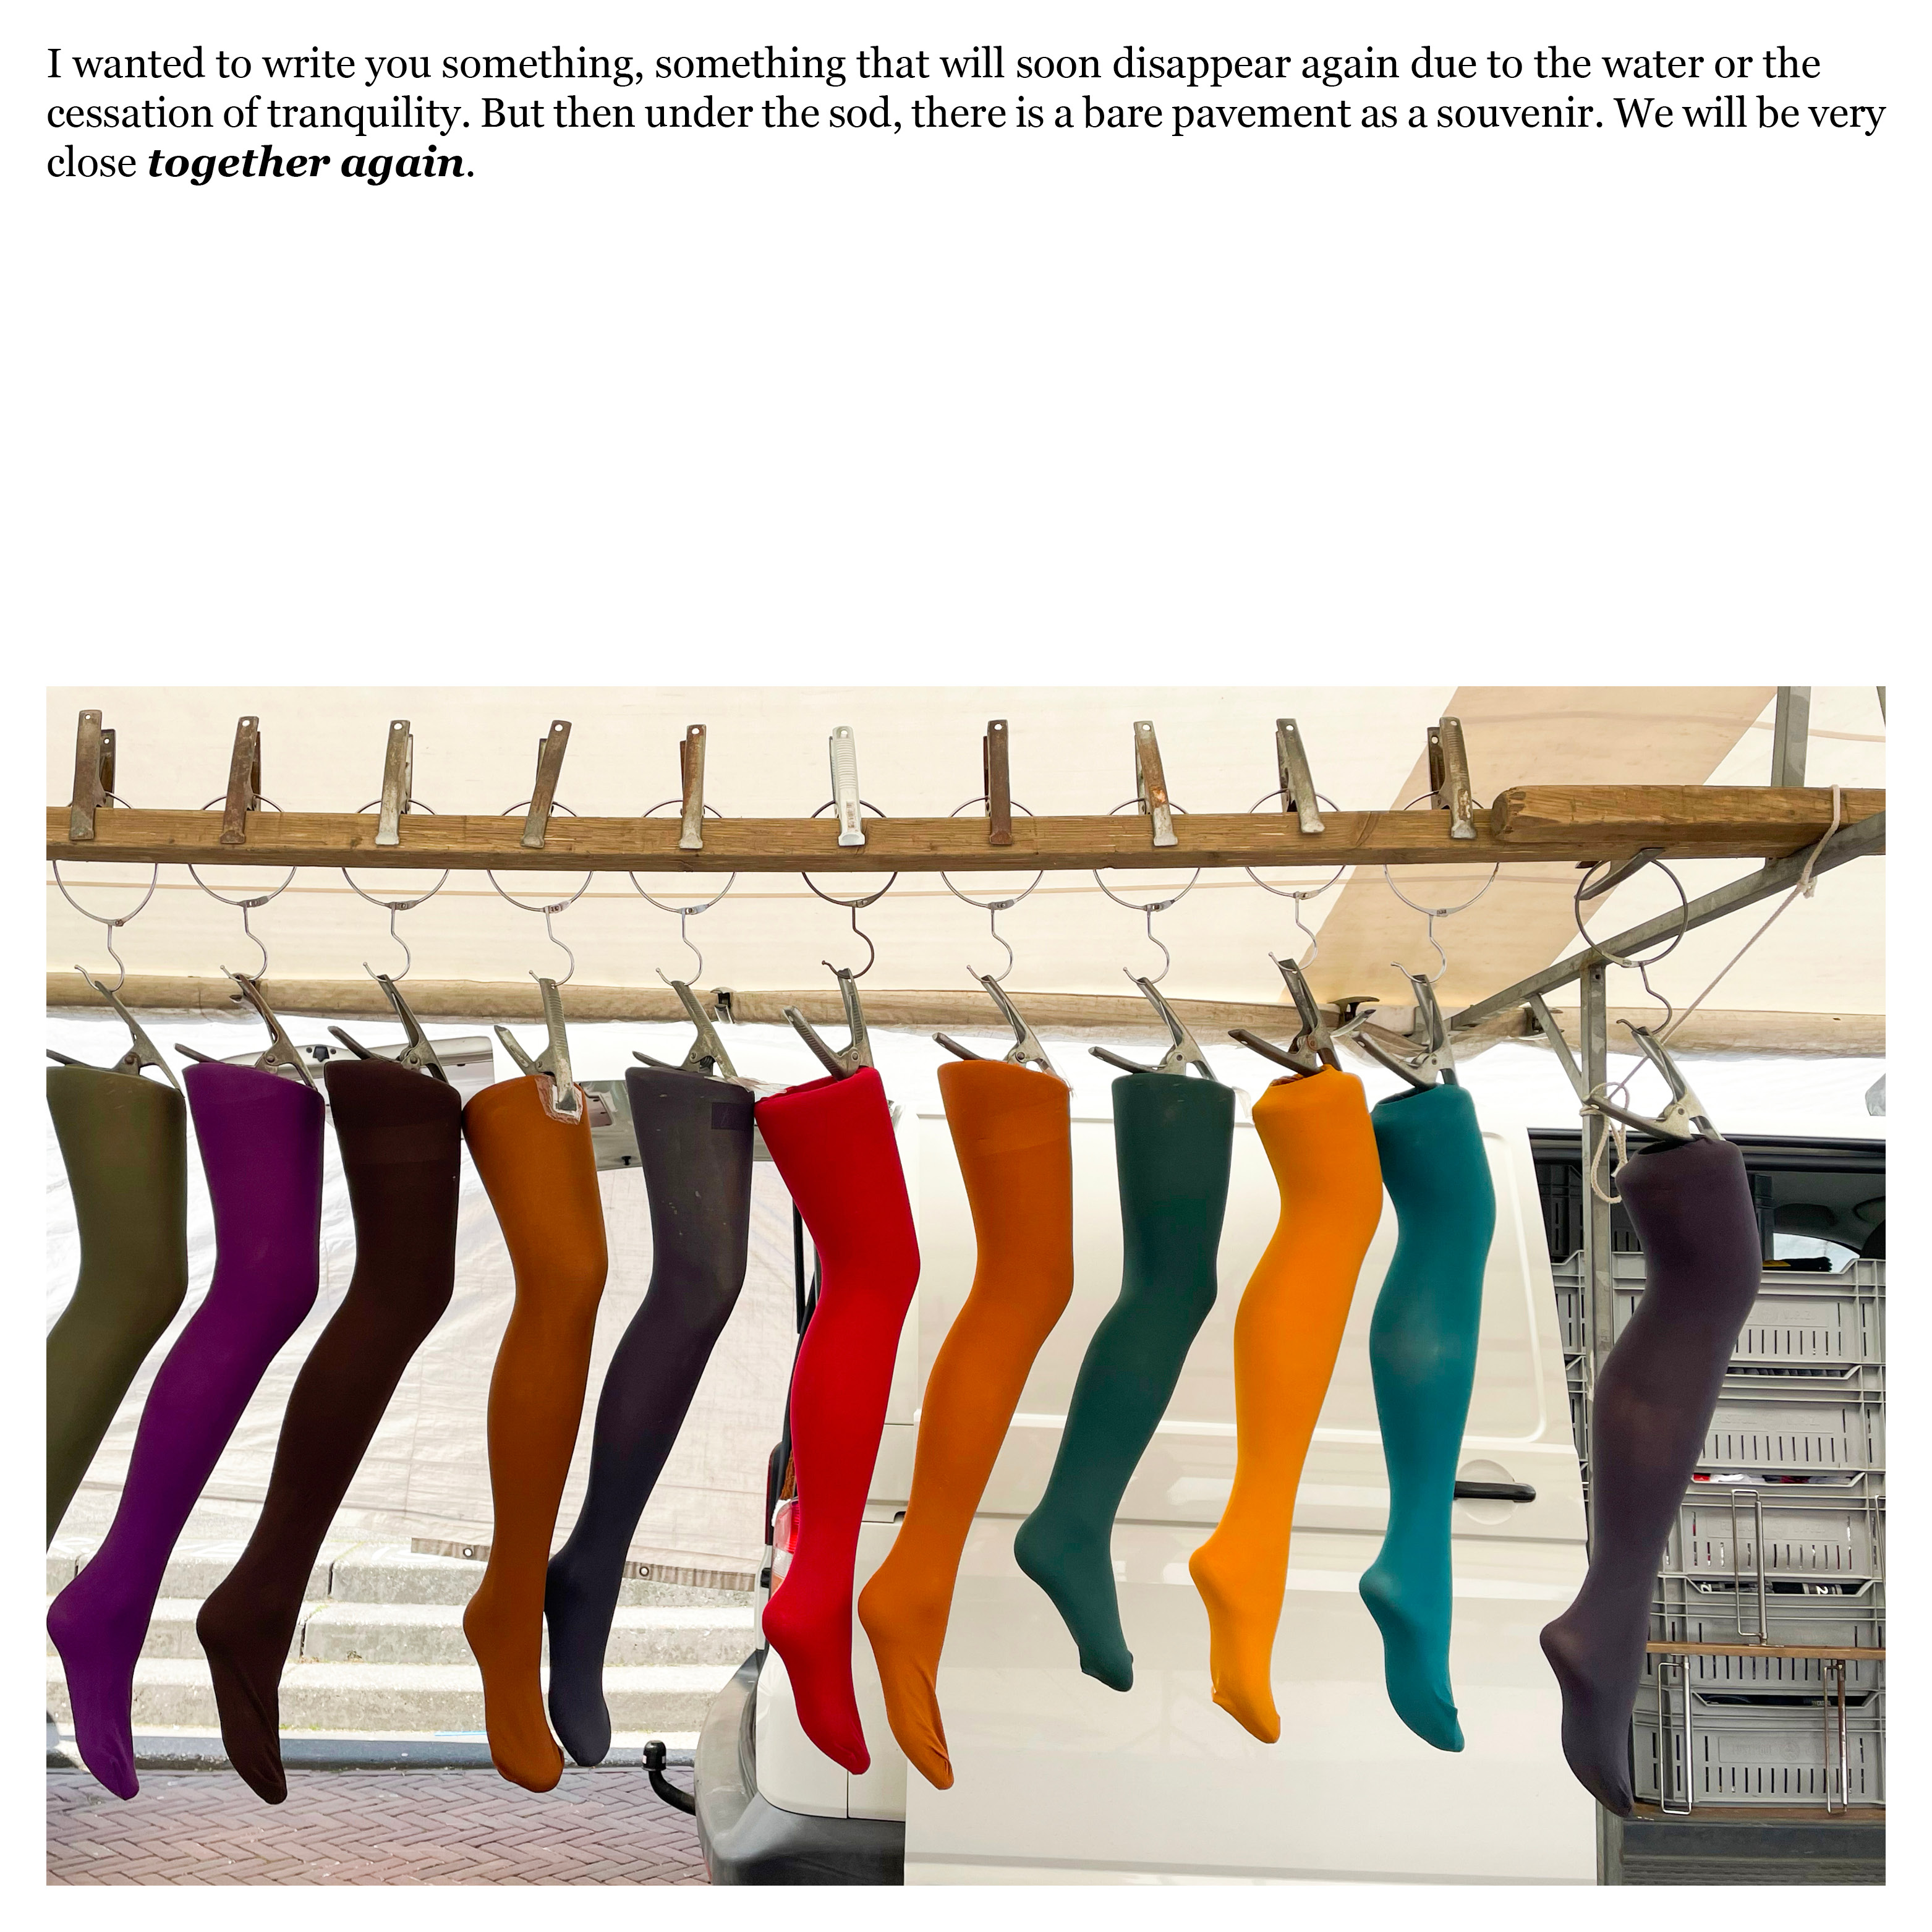 I wanted to write you something, something that will soon disappear again due to the water or the
cessation of tranquility. But then under the sod, there is a bare pavement as a souvenir. We will be very
close together again.